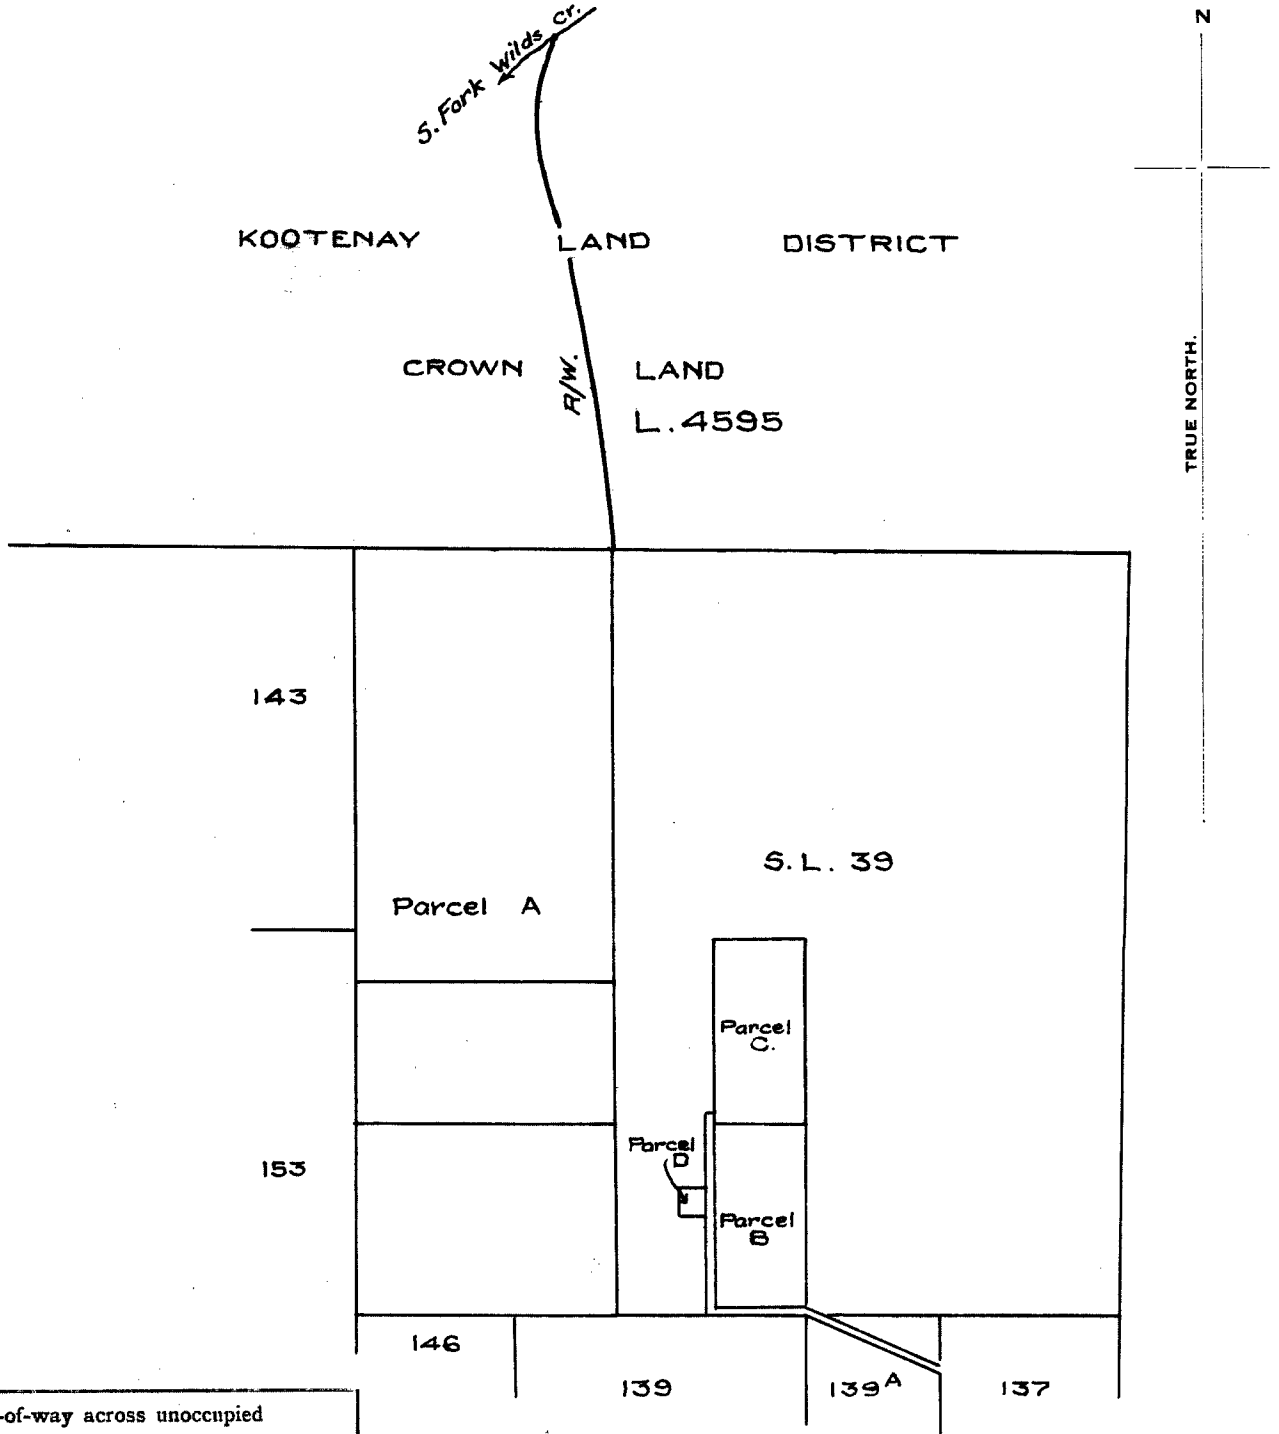 N
S. Fork Wilds Cr.
KOOTENAY LAND DISTRICT
CROWN R/W. LAND
L. 4595
TRUE NORTH.
143
S.L. 39
Parcel A
Parcel
C.
Parcel
D
153
Parcel
B
146
139
139A
137
-of-way across unoccupied